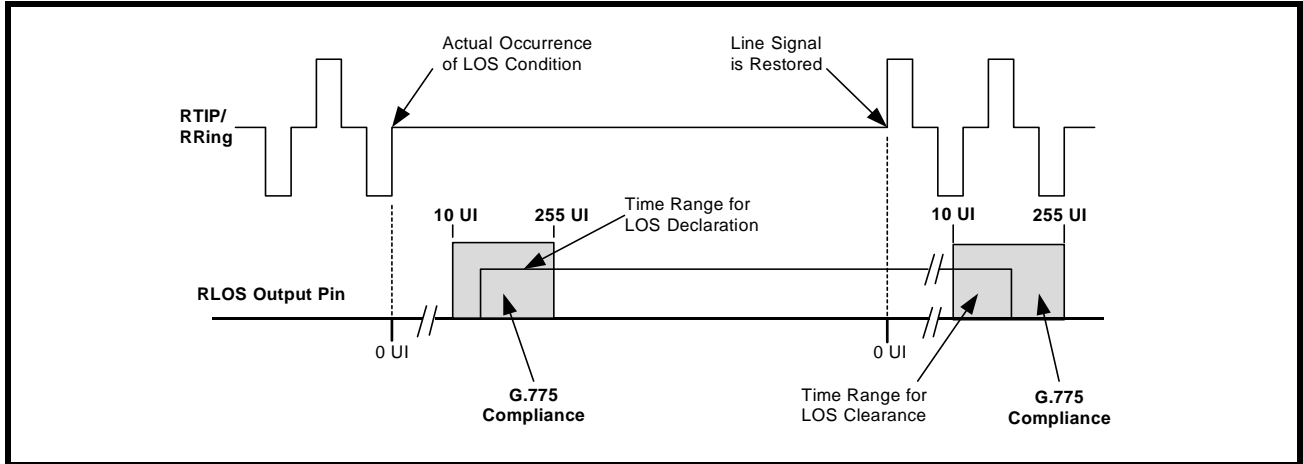 Actual Occurrence
of LOS Condition
Line Signal
is Restored
RTIP/
RRing
10 UI
255 UI
Time Range for
LOS Declaration
10 UI
255 UI
RLOS Output Pin
0 UI
0 UI
G.775
Compliance
Time Range for
LOS Clearance
G.775
Compliance